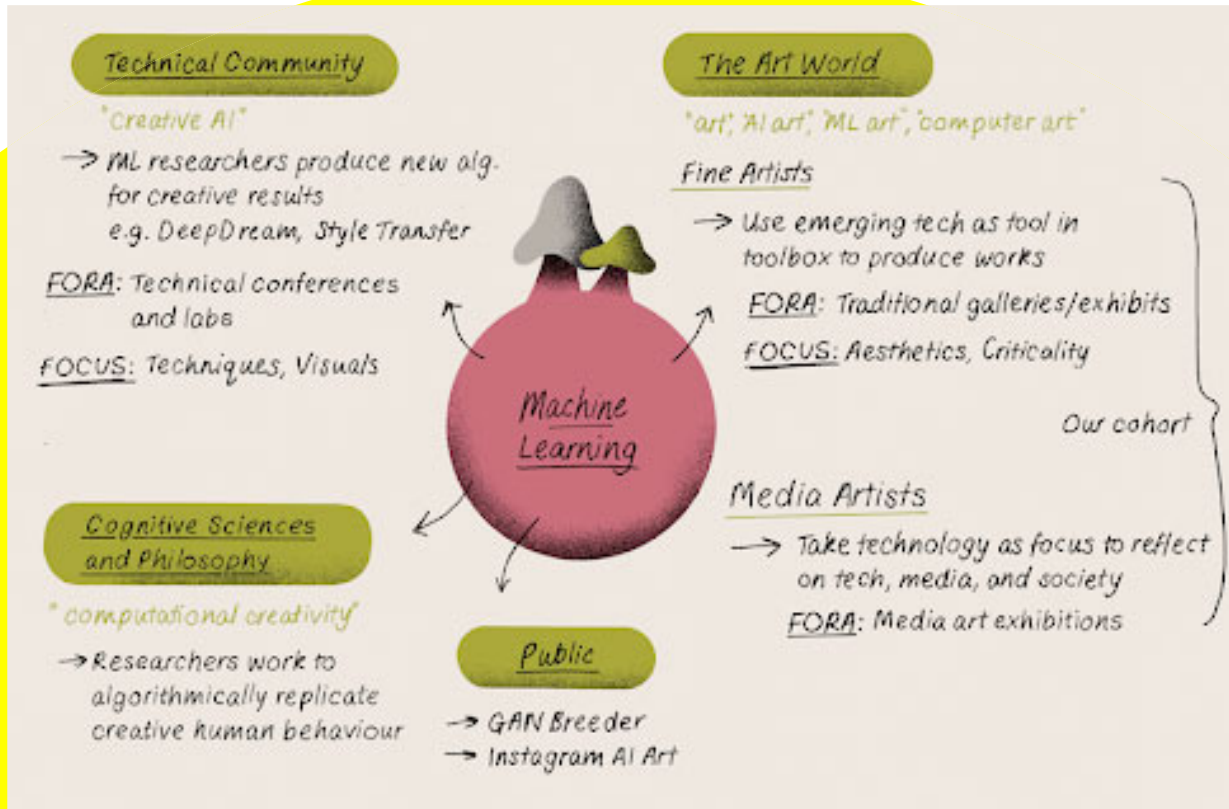 Technical Community
"Creative AI"
→ ML researchers produce new alg.
for creative results
e.g. DeepDream, Style Transfer
FORA: Technical conferences
and labs
FOCUS: Techniques, Visuals
The Art World
"art", "AI art", "ML art", "computer art"
Fine Artists
→ Use emerging tech as tool in
toolbox to produce works
FORA: Traditional galleries/exhibits
FOCUS: Aesthetics, Criticality
Our cohort
Media Artists
→ Take technology as focus to reflect
on tech, media, and society
FORA: Media art exhibitions
Machine
Learning
Cognitive Sciences
and Philosophy
"computational creativity"
→ Researchers work to
algorithmically replicate
creative human behaviour
Public
→ GAN Breeder
→ Instagram AI Art